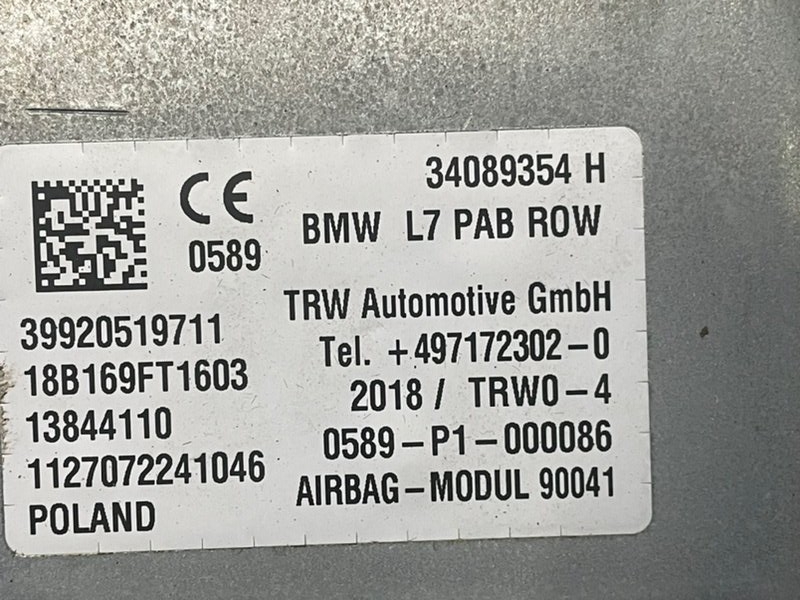 34089354 H
CE
0589
BMW L7 PAB ROW
TRW Automotive GmbH
Tel. +497172302-0
2018 / TRW0-4
0589-P1-000086
AIRBAG-MODUL 90041
39920519711
18B169FT1603
13844110
1127072241046
POLAND